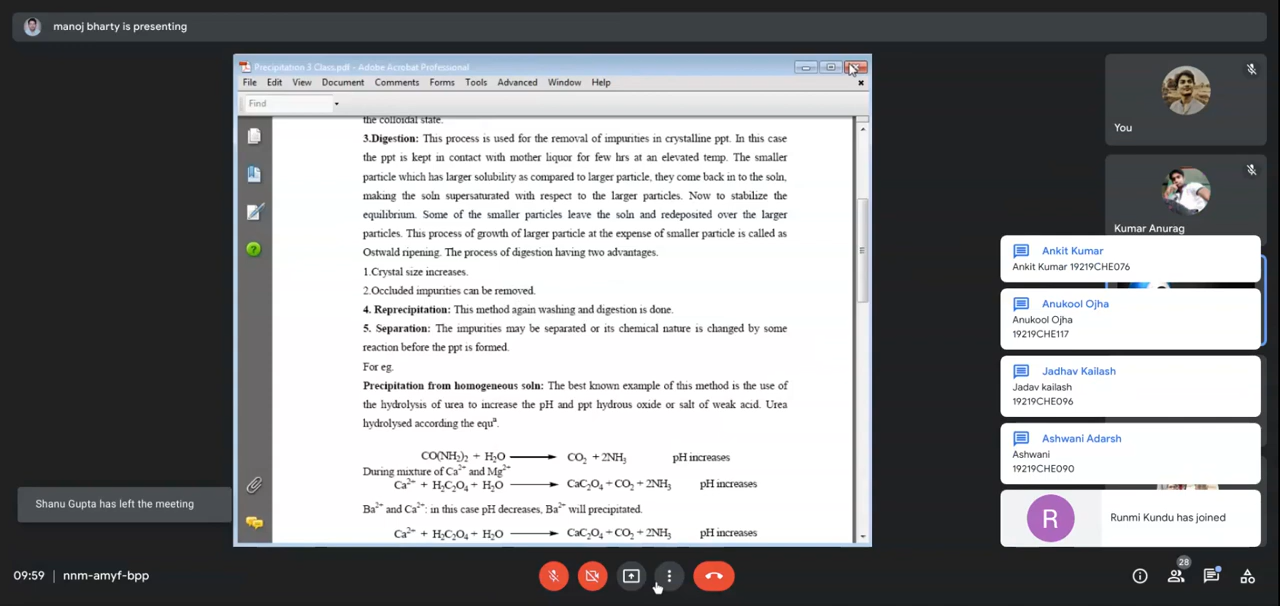 manoj bharty is presenting
Precipitation 3 Class.pdf - Adobe Acrobat Professional
File Edit View Document Comments Forms Tools Advanced Window Help
Find
the colloidal state.
3.Digestion: This process is used for the removal of impurities in crystalline ppt. In this case
the ppt is kept in contact with mother liquor for few hrs at an elevated temp. The smaller
particle which has larger solubility as compared to larger particle, they come back in to the soln,
making the soln supersaturated with respect to the larger particles. Now to stabilize the
equilibrium. Some of the smaller particles leave the soln and redeposited over the larger
particles. This process of growth of larger particle at the expense of smaller particle is called as
Ostwald ripening. The process of digestion having two advantages.
1.Crystal size increases.
2.Occluded impurities can be removed.
4. Reprecipitation: This method again washing and digestion is done.
5. Separation: The impurities may be separated or its chemical nature is changed by some
reaction before the ppt is formed.
For eg.
Precipitation from homogeneous soln: The best known example of this method is the use of
the hydrolysis of urea to increase the pH and ppt hydrous oxide or salt of weak acid. Urea
hydrolysed according the equⁿ.
CO(NH₂)₂ + H₂O ⟶ CO₂ + 2NH₃ pH increases
During mixture of Ca²⁺ and Mg²⁺
Ca²⁺ + H₂C₂O₄ + H₂O ⟶ CaC₂O₄ + CO₂ + 2NH₃ pH increases
Ba²⁺ and Ca²⁺: in this case pH decreases, Ba²⁺ will precipitated.
Ca²⁺ + H₂C₂O₄ + H₂O ⟶ CaC₂O₄ + CO₂ + 2NH₃ pH increases
You
Kumar Anurag
Ankit Kumar
Ankit Kumar 19219CHE076
Anukool Ojha
Anukool Ojha
19219CHE117
Jadhav Kailash
Jadav kailash
19219CHE096
Ashwani Adarsh
Ashwani
19219CHE090
R
Runmi Kundu has joined
Shanu Gupta has left the meeting
09:59 | nnm-amyf-bpp
28